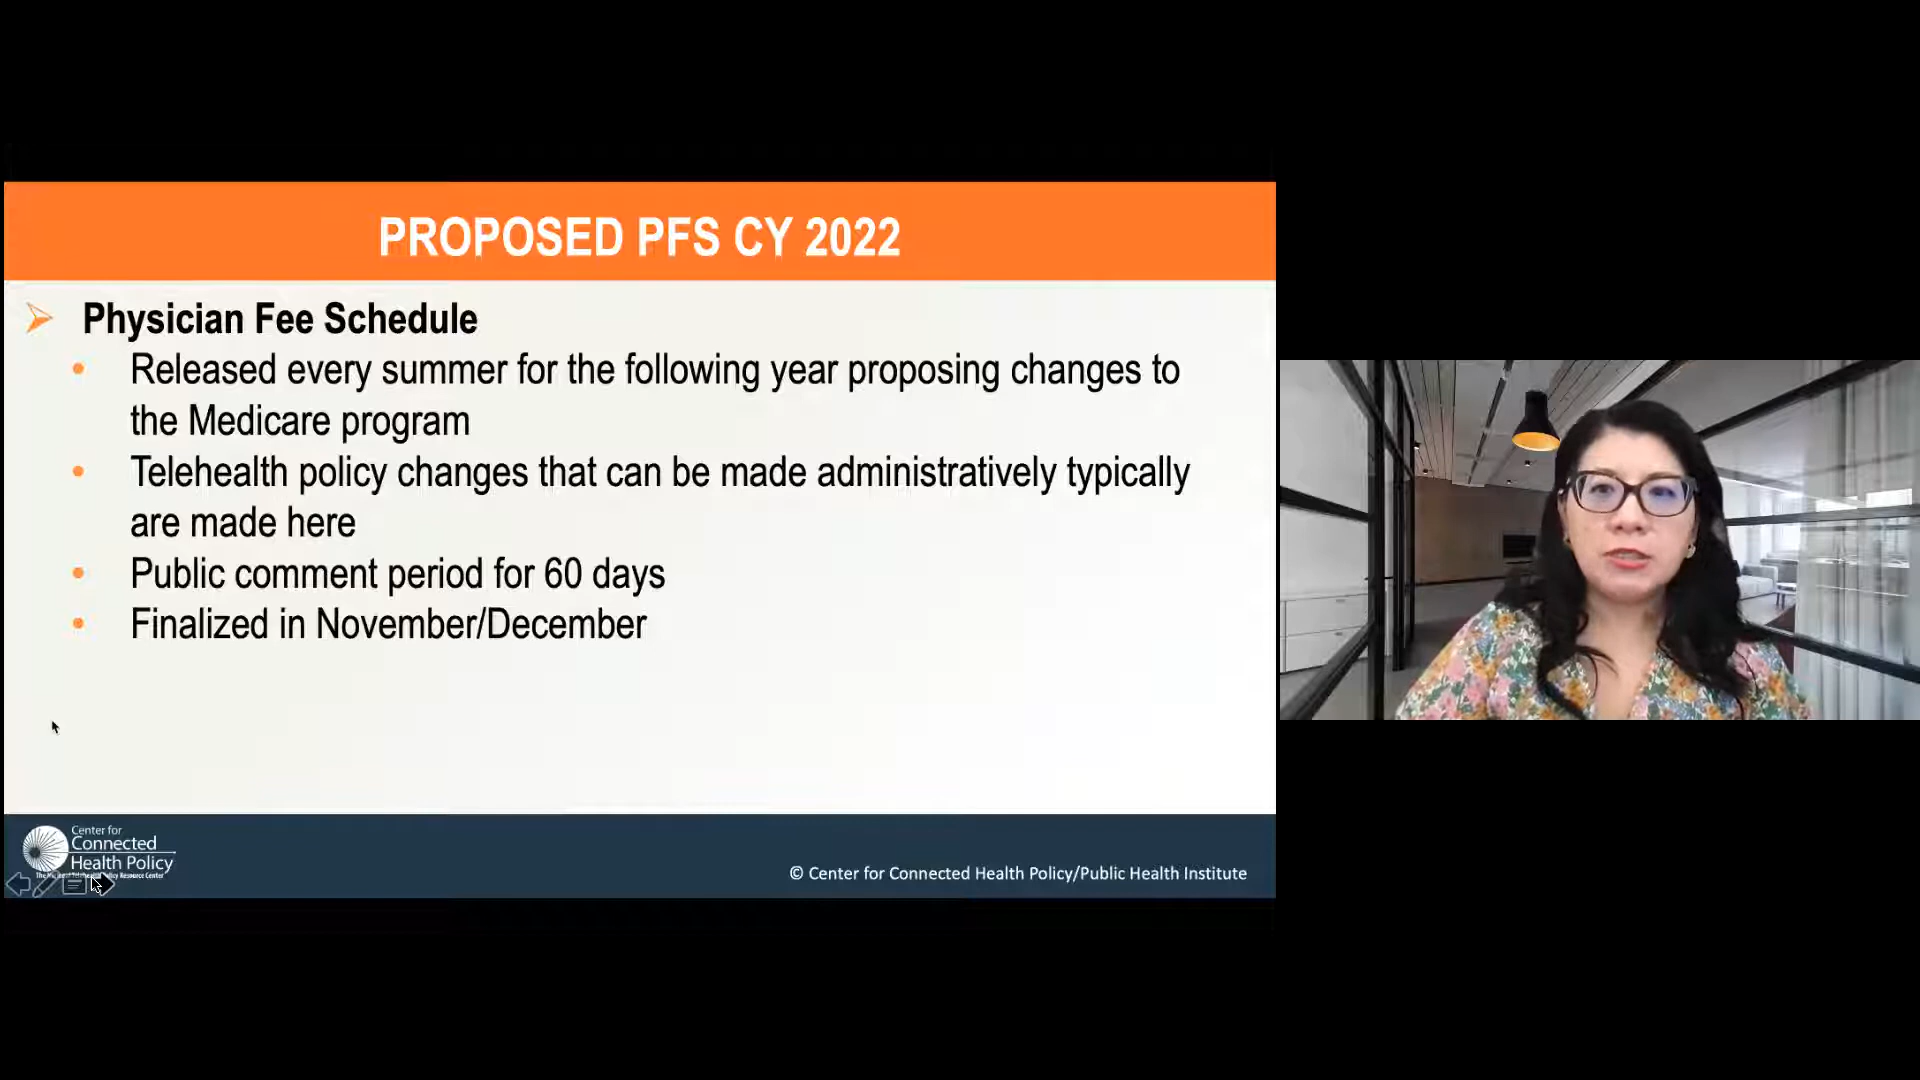 PROPOSED PFS CY 2022
Physician Fee Schedule
Released every summer for the following year proposing changes to
the Medicare program
Telehealth policy changes that can be made administratively typically
are made here
Public comment period for 60 days
Finalized in November/December
Center for
Connected
Health Policy
© Center for Connected Health Policy/Public Health Institute